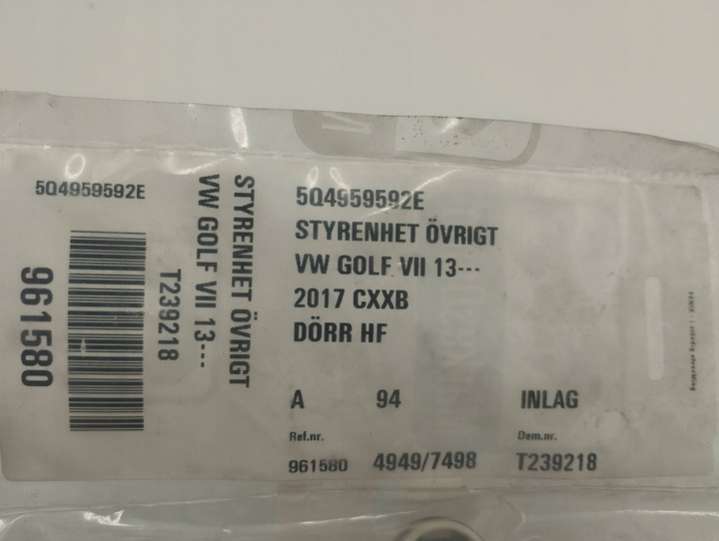 5Q4959592E
961580
T239218
VW GOLF VII 13---
STYRENHET ÖVRIGT
5Q4959592E
STYRENHET ÖVRIGT
VW GOLF VII 13---
2017 CXXB
DÖRR HF
A 94 INLAG
Ref.nr. Dem.nr.
961580 4949/7498 T239218